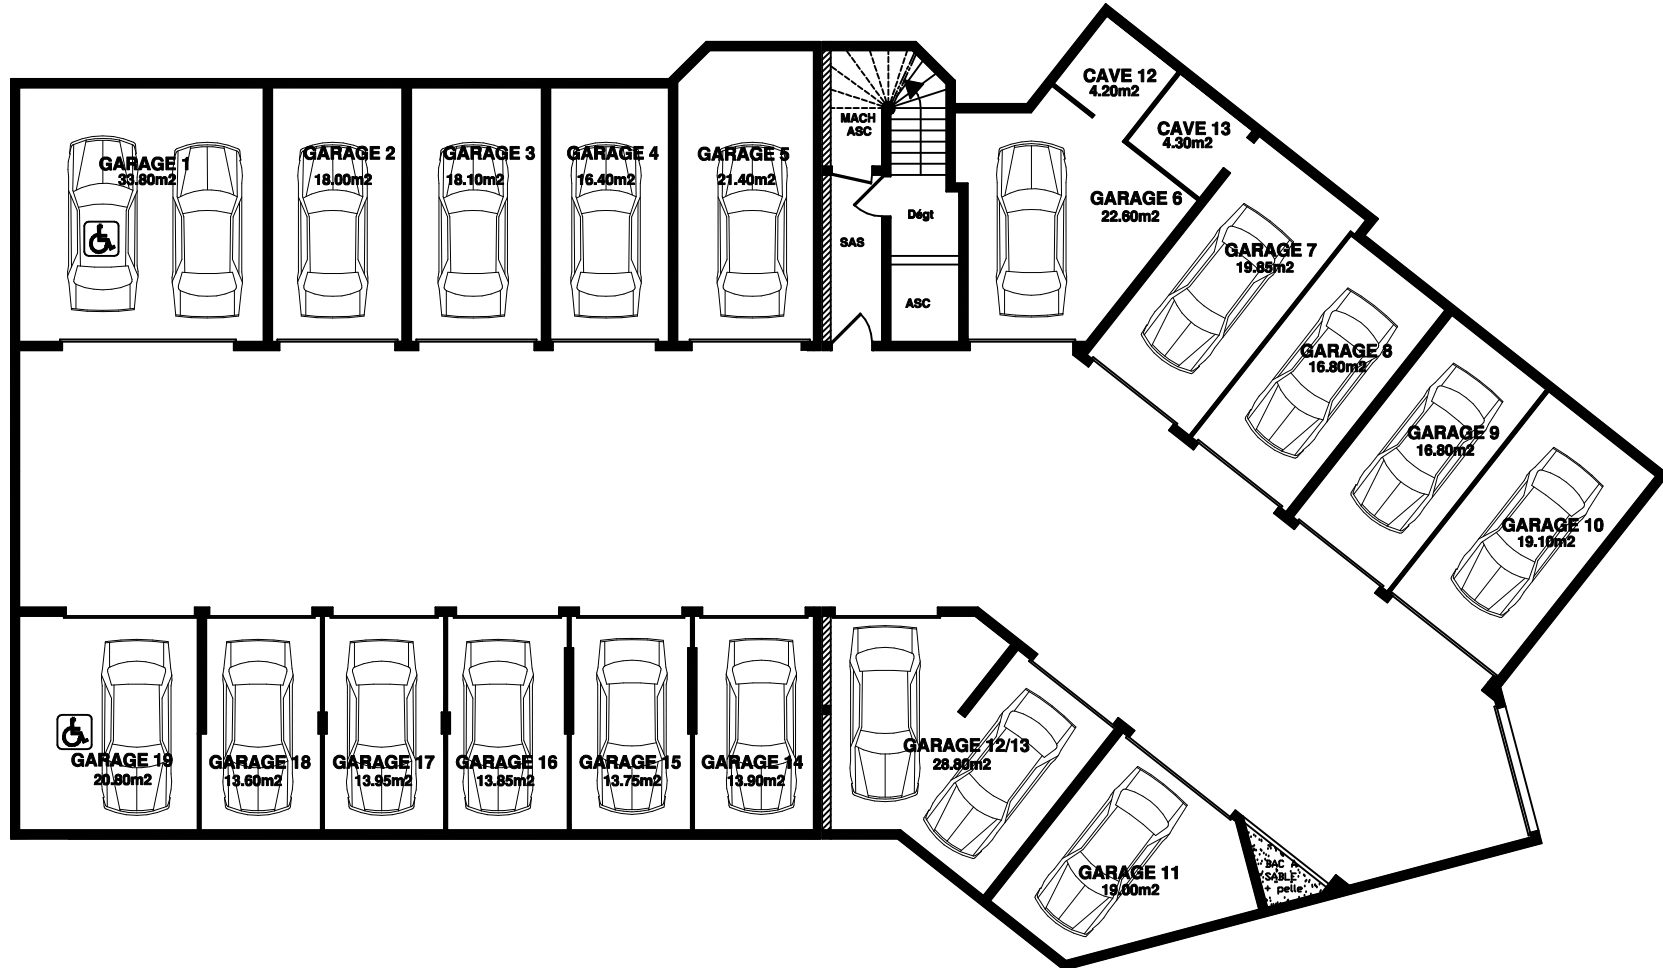 GARAGE 1
33.80m2
GARAGE 2
18.00m2
GARAGE 3
18.10m2
GARAGE 4
16.40m2
GARAGE 5
21.40m2
MACH
ASC
SAS
Dégt
ASC
CAVE 12
4.20m2
CAVE 13
4.30m2
GARAGE 6
22.60m2
GARAGE 7
19.85m2
GARAGE 8
16.80m2
GARAGE 9
16.80m2
GARAGE 10
19.10m2
GARAGE 19
20.80m2
GARAGE 18
13.60m2
GARAGE 17
13.95m2
GARAGE 16
13.85m2
GARAGE 15
13.75m2
GARAGE 14
13.90m2
GARAGE 12/13
28.80m2
GARAGE 11
19.00m2
BAC A
SABLE
+ pelle